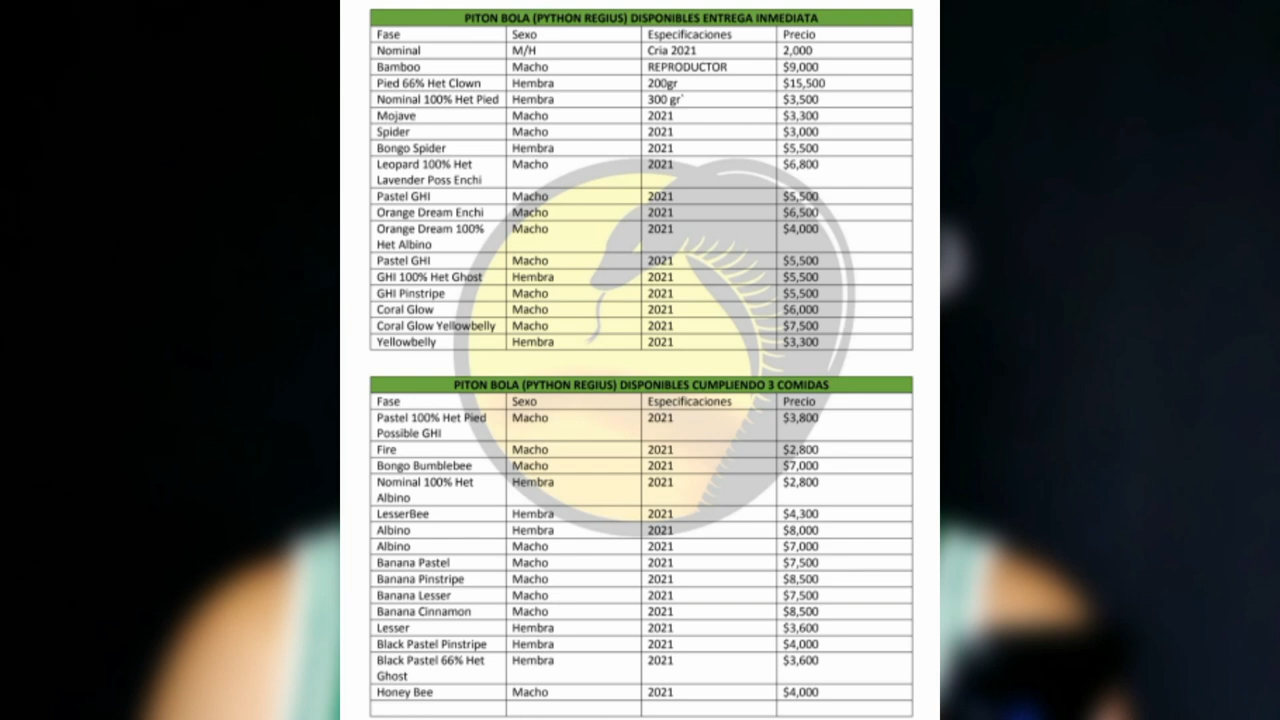 PITON BOLA (PYTHON REGIUS) DISPONIBLES ENTREGA INMEDIATA
Fase Sexo Especificaciones Precio
Nominal M/H Cria 2021 2,000
Bamboo Macho REPRODUCTOR $9,000
Pied 66% Het Clown Hembra 200gr $15,500
Nominal 100% Het Pied Hembra 300 gr` $3,500
Mojave Macho 2021 $3,300
Spider Macho 2021 $3,000
Bongo Spider Hembra 2021 $5,500
Leopard 100% Het Macho 2021 $6,800
Lavender Poss Enchi
Pastel GHI Macho 2021 $5,500
Orange Dream Enchi Macho 2021 $6,500
Orange Dream 100% Macho 2021 $4,000
Het Albino
Pastel GHI Macho 2021 $5,500
GHI 100% Het Ghost Hembra 2021 $5,500
GHI Pinstripe Macho 2021 $5,500
Coral Glow Macho 2021 $6,000
Coral Glow Yellowbelly Macho 2021 $7,500
Yellowbelly Hembra 2021 $3,300
PITON BOLA (PYTHON REGIUS) DISPONIBLES CUMPLIENDO 3 COMIDAS
Fase Sexo Especificaciones Precio
Pastel 100% Het Pied Macho 2021 $3,800
Possible GHI
Fire Macho 2021 $2,800
Bongo Bumblebee Macho 2021 $7,000
Nominal 100% Het Hembra 2021 $2,800
Albino
LesserBee Hembra 2021 $4,300
Albino Hembra 2021 $8,000
Albino Macho 2021 $7,000
Banana Pastel Macho 2021 $7,500
Banana Pinstripe Macho 2021 $8,500
Banana Lesser Macho 2021 $7,500
Banana Cinnamon Macho 2021 $8,500
Lesser Hembra 2021 $3,600
Black Pastel Pinstripe Hembra 2021 $4,000
Black Pastel 66% Het Hembra 2021 $3,600
Ghost
Honey Bee Macho 2021 $4,000